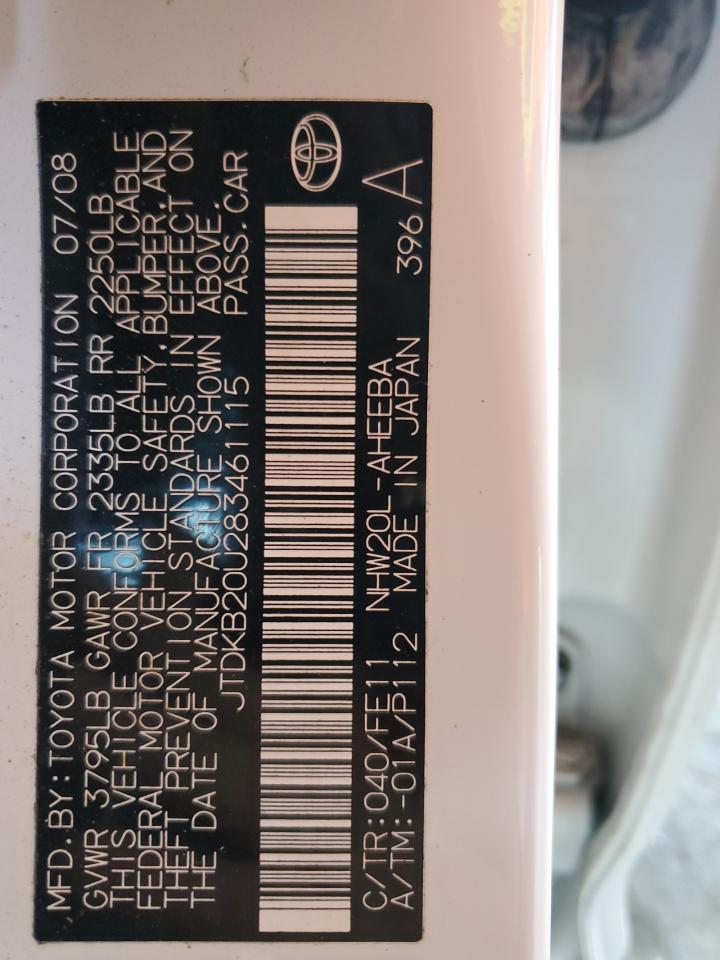 MFD. BY: TOYOTA MOTOR CORPORATION 07/08
GVWR 3795LB GAWR FR 2335LB RR 2250LB
THIS VEHICLE CONFORMS TO ALL APPLICABLE
FEDERAL MOTOR VEHICLE SAFETY, BUMPER, AND
THEFT PREVENTION STANDARDS IN EFFECT ON
THE DATE OF MANUFACTURE SHOWN ABOVE.
JTDKB20U283461115 PASS. CAR
C/TR: 040/FE11 NHW20L-AHEEBA A
A/TM: -01A/P112 MADE IN JAPAN 396